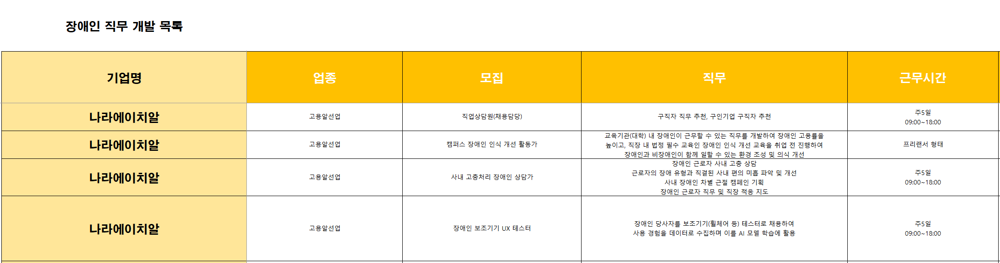 장애인 직무 개발 목록
기업명 업종 모집 직무 근무시간
나라에이치알 고용알선업 직업상담원(채용담당) 구직자 직무 추천, 구인기업 구직자 추천 주5일
09:00~18:00
나라에이치알 고용알선업 캠퍼스 장애인 인식 개선 활동가 교육기관(대학) 내 장애인이 근무할 수 있는 직무를 개발하여 장애인 고용률을
높이고, 직장 내 법정 필수 교육인 장애인 인식 개선 교육을 취업 전 진행하여
장애인과 비장애인이 함께 일할 수 있는 환경 조성 및 의식 개선
프리랜서 형태
나라에이치알 고용알선업 사내 고충처리 장애인 상담가 장애인 근로자 사내 고충 상담
근로자의 장애 유형과 직결된 사내 편의 미흡 파악 및 개선
사내 장애인 차별 근절 캠페인 기획
장애인 근로자 직무 및 직장 적응 지도
주5일
09:00~18:00
나라에이치알 고용알선업 장애인 보조기기 UX 테스터 장애인 당사자를 보조기기(휠체어 등) 테스터로 채용하여
사용 경험을 데이터로 수집하며 이를 AI 모델 학습에 활용
주5일
09:00~18:00